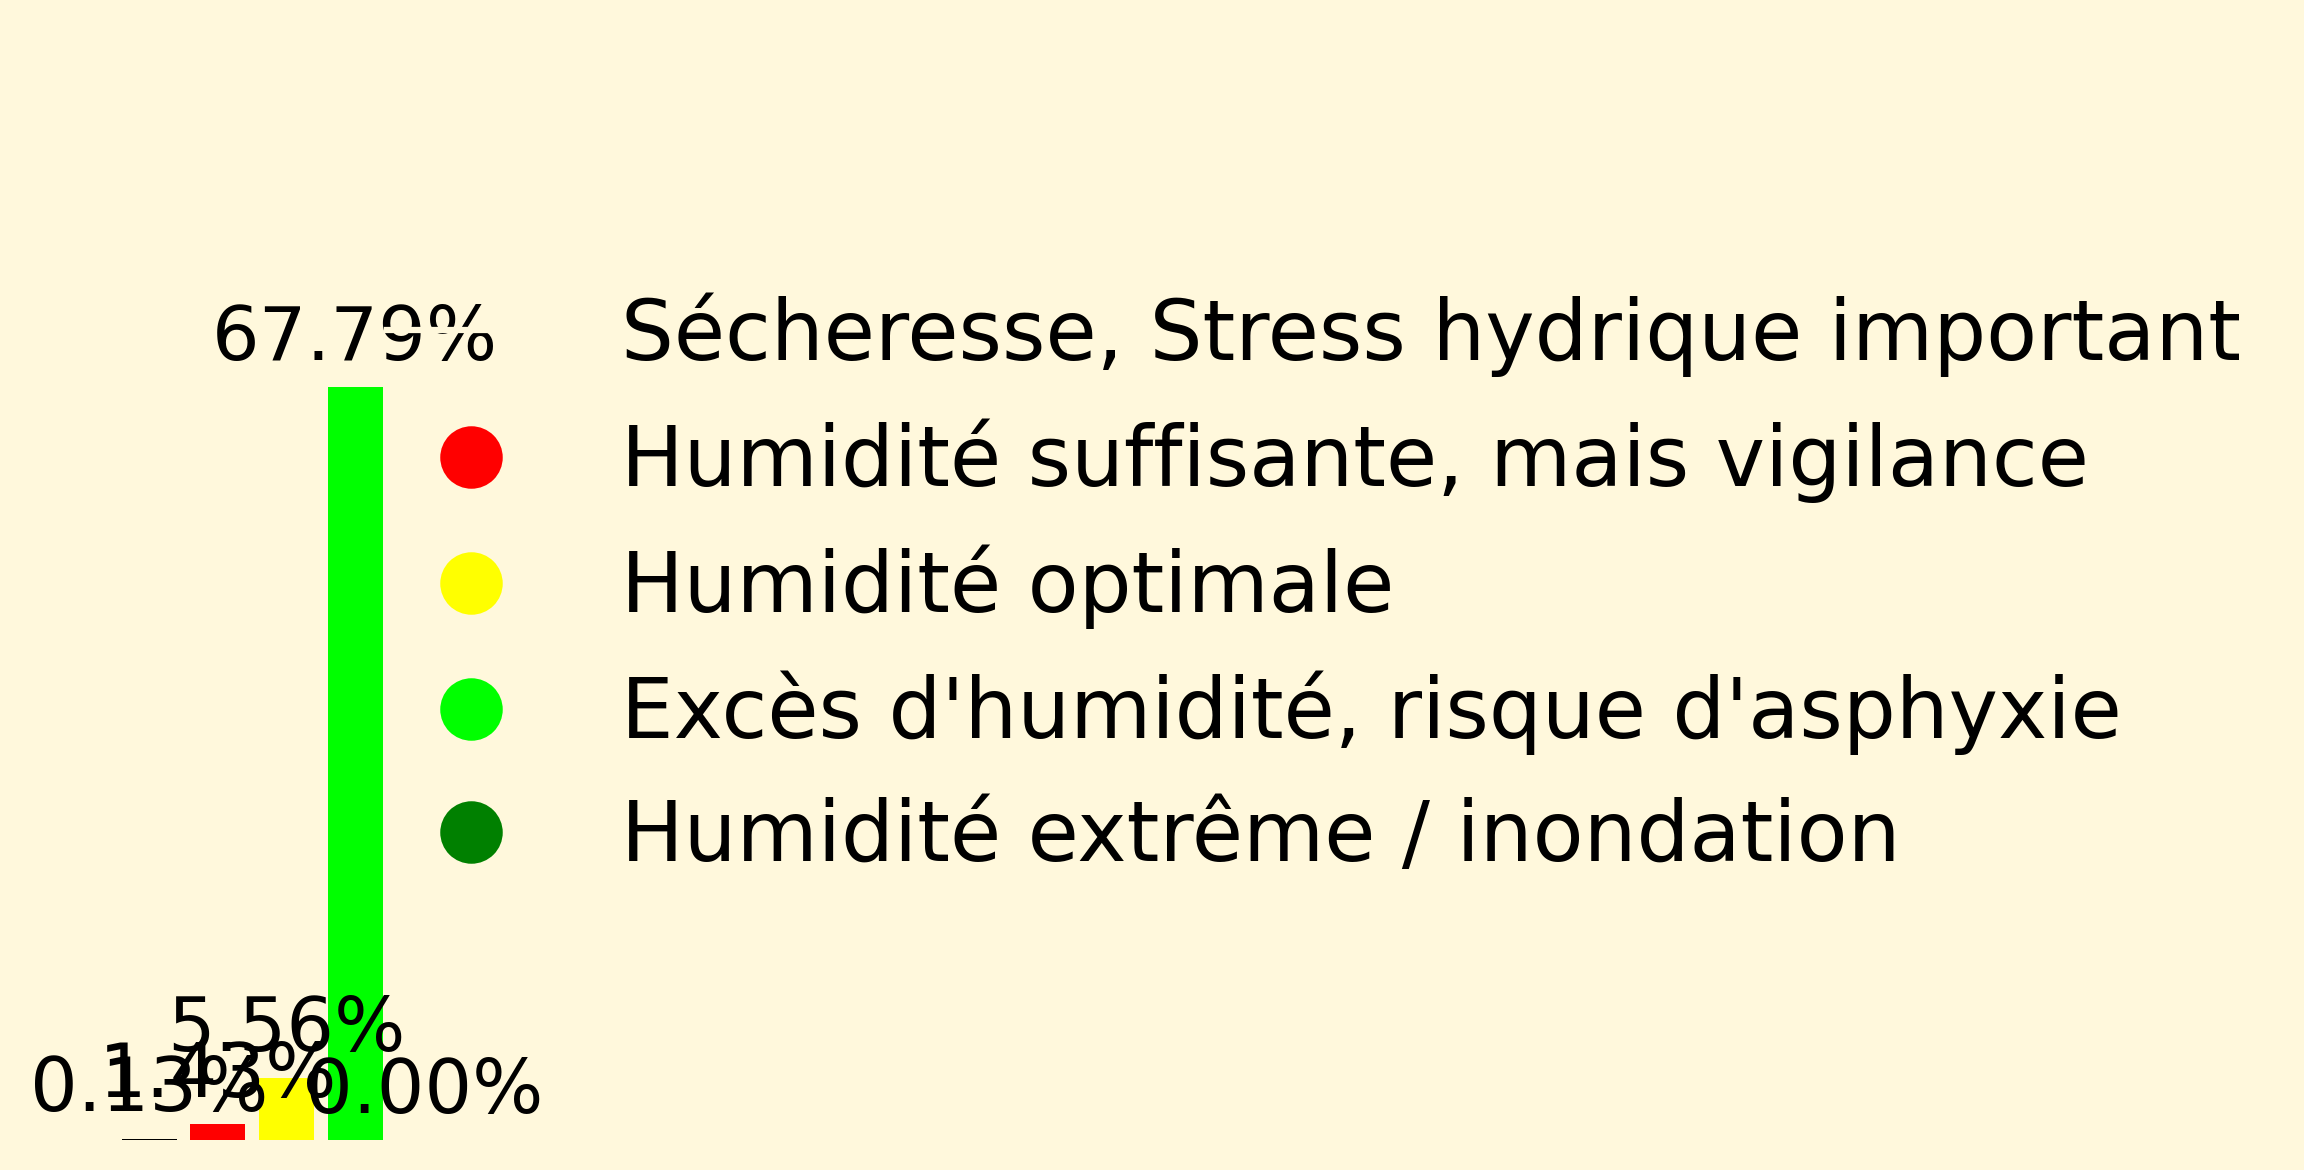 67.79%
Sécheresse, Stress hydrique important
Humidité suffisante, mais vigilance
Humidité optimale
Excès d'humidité, risque d'asphyxie
Humidité extrême / inondation
5.56%
1.43%
0.13%
0.00%